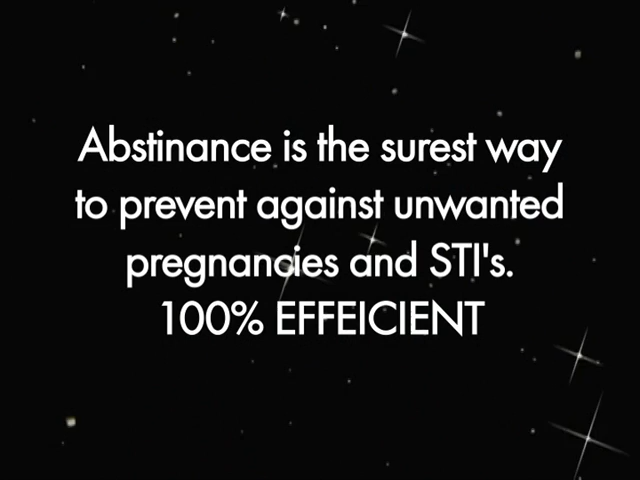 Abstinance is the surest way
to prevent against unwanted
pregnancies and STI's.
100% EFFEICIENT